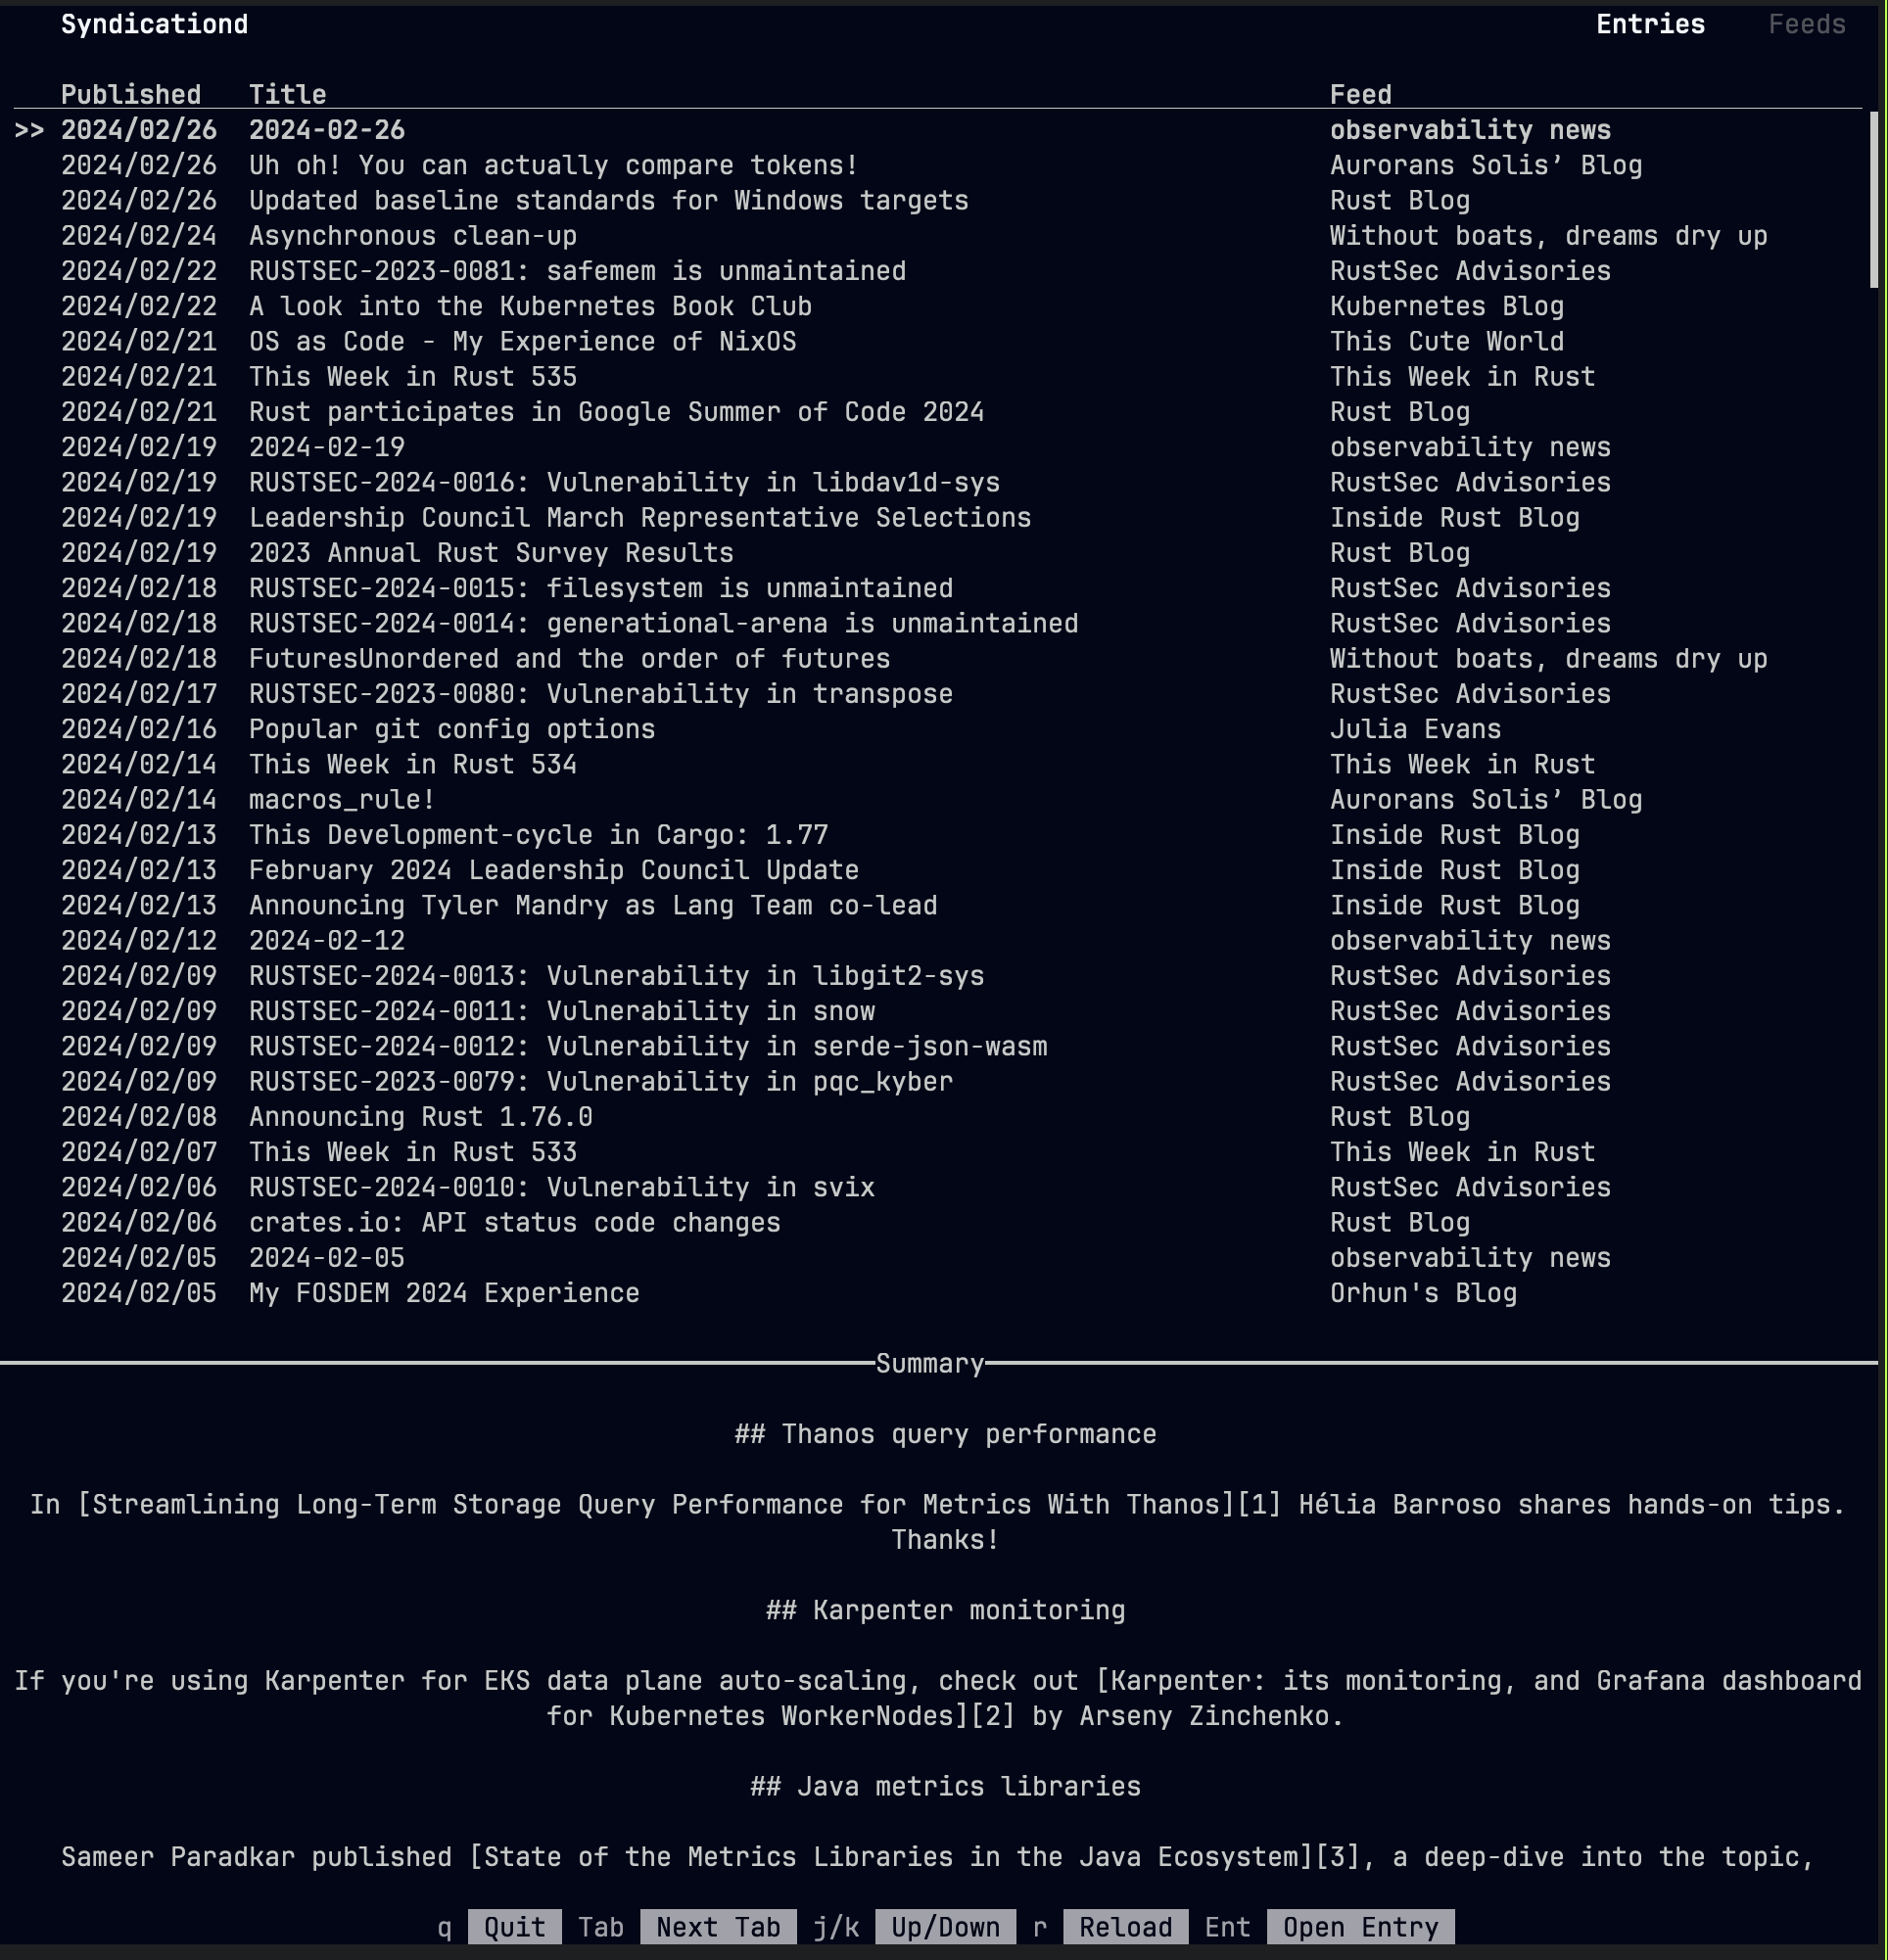 Syndicationd Entries Feeds
Published Title Feed
>> 2024/02/26 2024-02-26 observability news
2024/02/26 Uh oh! You can actually compare tokens! Aurorans Solis’ Blog
2024/02/26 Updated baseline standards for Windows targets Rust Blog
2024/02/24 Asynchronous clean-up Without boats, dreams dry up
2024/02/22 RUSTSEC-2023-0081: safemem is unmaintained RustSec Advisories
2024/02/22 A look into the Kubernetes Book Club Kubernetes Blog
2024/02/21 OS as Code - My Experience of NixOS This Cute World
2024/02/21 This Week in Rust 535 This Week in Rust
2024/02/21 Rust participates in Google Summer of Code 2024 Rust Blog
2024/02/19 2024-02-19 observability news
2024/02/19 RUSTSEC-2024-0016: Vulnerability in libdav1d-sys RustSec Advisories
2024/02/19 Leadership Council March Representative Selections Inside Rust Blog
2024/02/19 2023 Annual Rust Survey Results Rust Blog
2024/02/18 RUSTSEC-2024-0015: filesystem is unmaintained RustSec Advisories
2024/02/18 RUSTSEC-2024-0014: generational-arena is unmaintained RustSec Advisories
2024/02/18 FuturesUnordered and the order of futures Without boats, dreams dry up
2024/02/17 RUSTSEC-2023-0080: Vulnerability in transpose RustSec Advisories
2024/02/16 Popular git config options Julia Evans
2024/02/14 This Week in Rust 534 This Week in Rust
2024/02/14 macros_rule! Aurorans Solis’ Blog
2024/02/13 This Development-cycle in Cargo: 1.77 Inside Rust Blog
2024/02/13 February 2024 Leadership Council Update Inside Rust Blog
2024/02/13 Announcing Tyler Mandry as Lang Team co-lead Inside Rust Blog
2024/02/12 2024-02-12 observability news
2024/02/09 RUSTSEC-2024-0013: Vulnerability in libgit2-sys RustSec Advisories
2024/02/09 RUSTSEC-2024-0011: Vulnerability in snow RustSec Advisories
2024/02/09 RUSTSEC-2024-0012: Vulnerability in serde-json-wasm RustSec Advisories
2024/02/09 RUSTSEC-2023-0079: Vulnerability in pqc_kyber RustSec Advisories
2024/02/08 Announcing Rust 1.76.0 Rust Blog
2024/02/07 This Week in Rust 533 This Week in Rust
2024/02/06 RUSTSEC-2024-0010: Vulnerability in svix RustSec Advisories
2024/02/06 crates.io: API status code changes Rust Blog
2024/02/05 2024-02-05 observability news
2024/02/05 My FOSDEM 2024 Experience Orhun's Blog
Summary
## Thanos query performance
In [Streamlining Long-Term Storage Query Performance for Metrics With Thanos][1] Hélia Barroso shares hands-on tips.
Thanks!
## Karpenter monitoring
If you're using Karpenter for EKS data plane auto-scaling, check out [Karpenter: its monitoring, and Grafana dashboard
for Kubernetes WorkerNodes][2] by Arseny Zinchenko.
## Java metrics libraries
Sameer Paradkar published [State of the Metrics Libraries in the Java Ecosystem][3], a deep-dive into the topic,
q Quit Tab Next Tab j/k Up/Down r Reload Ent Open Entry